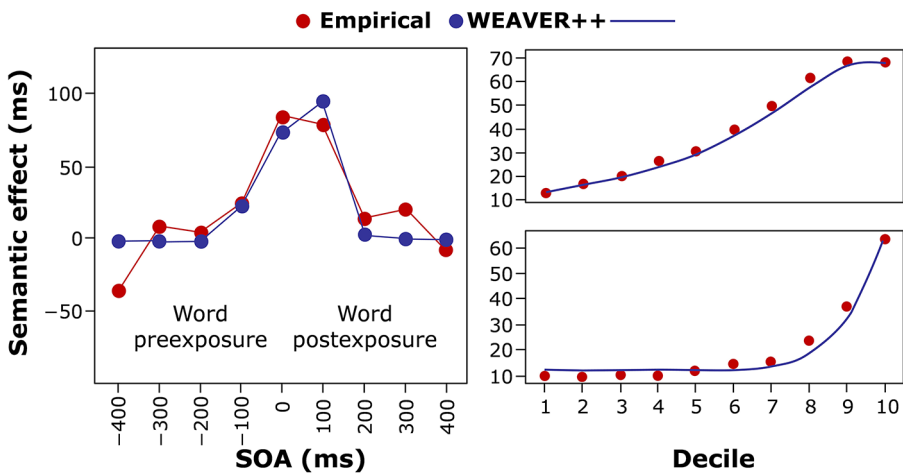 Empirical WEAVER++
Semantic effect (ms)
100
50
0
−50
Word
preexposure
Word
postexposure
−400 −300 −200 −100 0 100 200 300 400
SOA (ms)
70
60
50
40
30
20
10
60
50
40
30
20
10
1 2 3 4 5 6 7 8 9 10
Decile